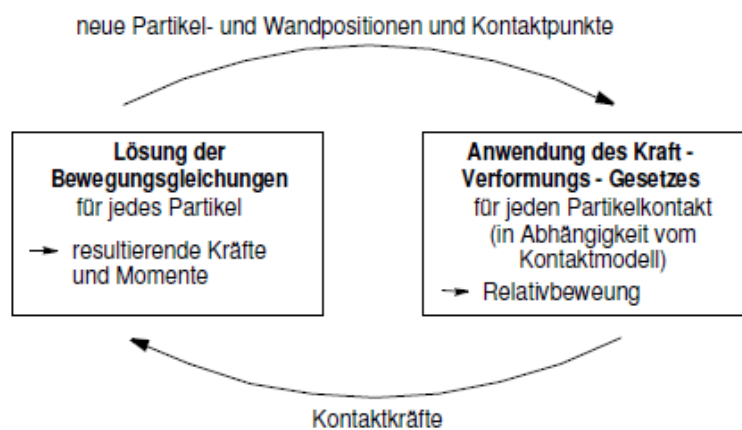 neue Partikel- und Wandpositionen und Kontaktpunkte
Lösung der
Bewegungsgleichungen
für jedes Partikel
→ resultierende Kräfte
und Momente
Anwendung des Kraft -
Verformungs - Gesetzes
für jeden Partikelkontakt
(in Abhängigkeit vom
Kontaktmodell)
→ Relativbeweung
Kontaktkräfte